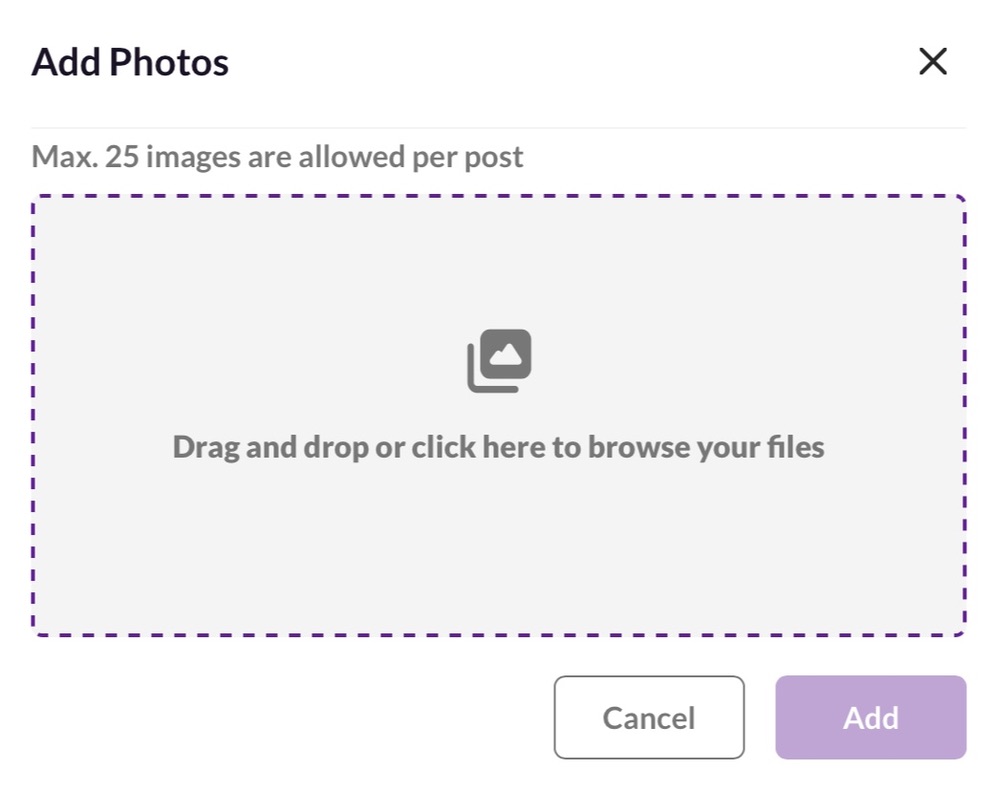 Add Photos
Max. 25 images are allowed per post
Drag and drop or click here to browse your files
Cancel
Add